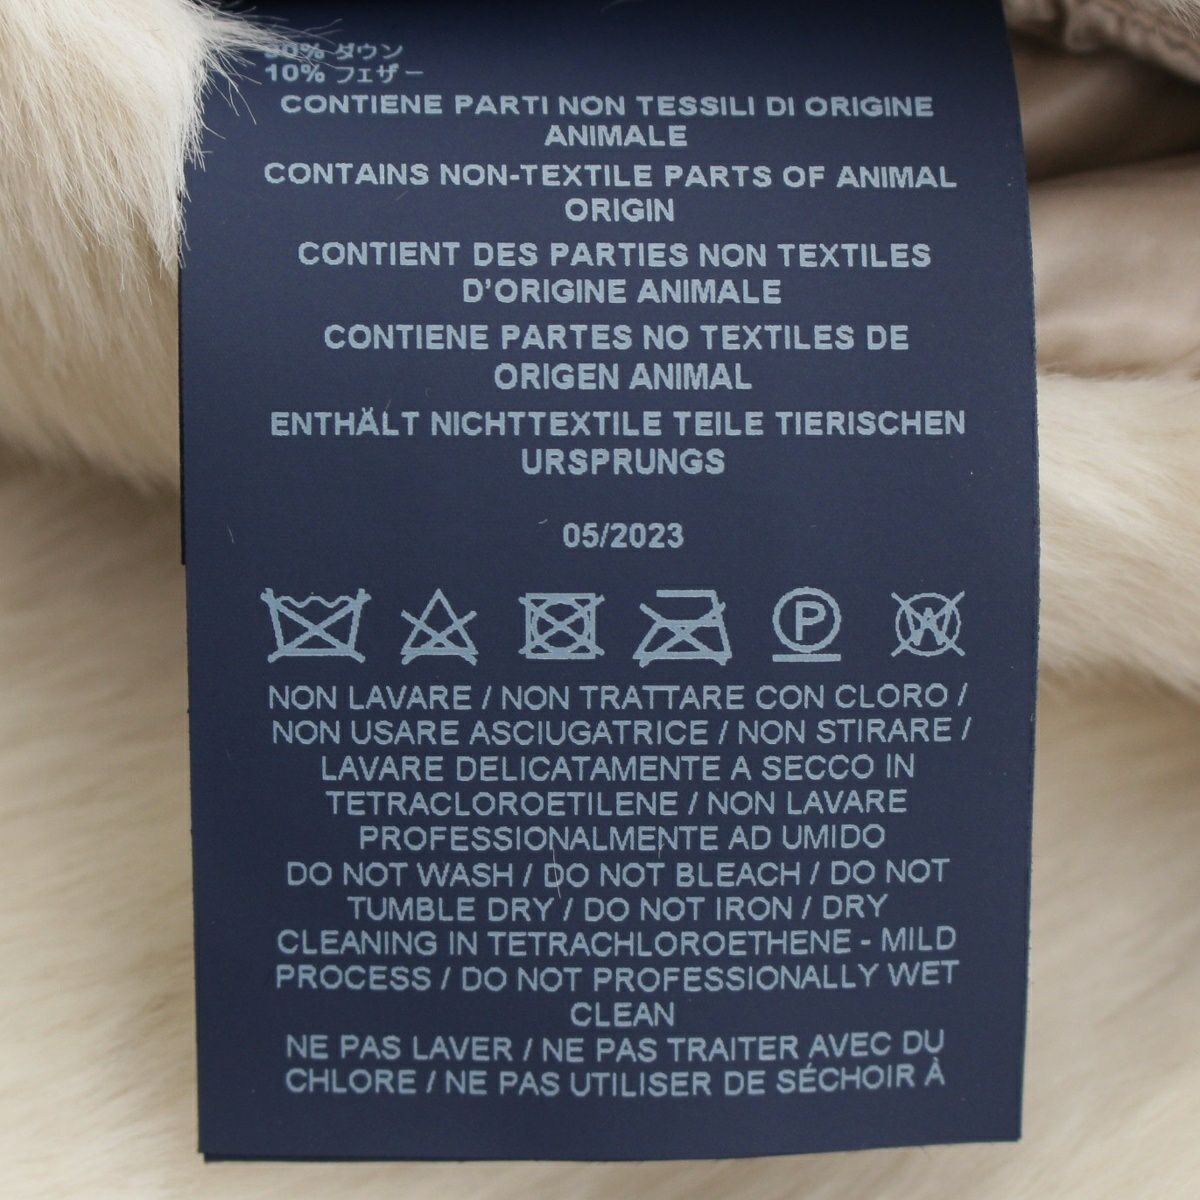 90% ダウン
10% フェザー
CONTIENE PARTI NON TESSILI DI ORIGINE
ANIMALE
CONTAINS NON-TEXTILE PARTS OF ANIMAL
ORIGIN
CONTIENT DES PARTIES NON TEXTILES
D'ORIGINE ANIMALE
CONTIENE PARTES NO TEXTILES DE
ORIGEN ANIMAL
ENTHÄLT NICHTTEXTILE TEILE TIERISCHEN
URSPRUNGS
05/2023
P W
NON LAVARE / NON TRATTARE CON CLORO /
NON USARE ASCIUGATRICE / NON STIRARE /
LAVARE DELICATAMENTE A SECCO IN
TETRACLOROETILENE / NON LAVARE
PROFESSIONALMENTE AD UMIDO
DO NOT WASH / DO NOT BLEACH / DO NOT
TUMBLE DRY / DO NOT IRON / DRY
CLEANING IN TETRACHLOROETHENE - MILD
PROCESS / DO NOT PROFESSIONALLY WET
CLEAN
NE PAS LAVER / NE PAS TRAITER AVEC DU
CHLORE / NE PAS UTILISER DE SÉCHOIR À